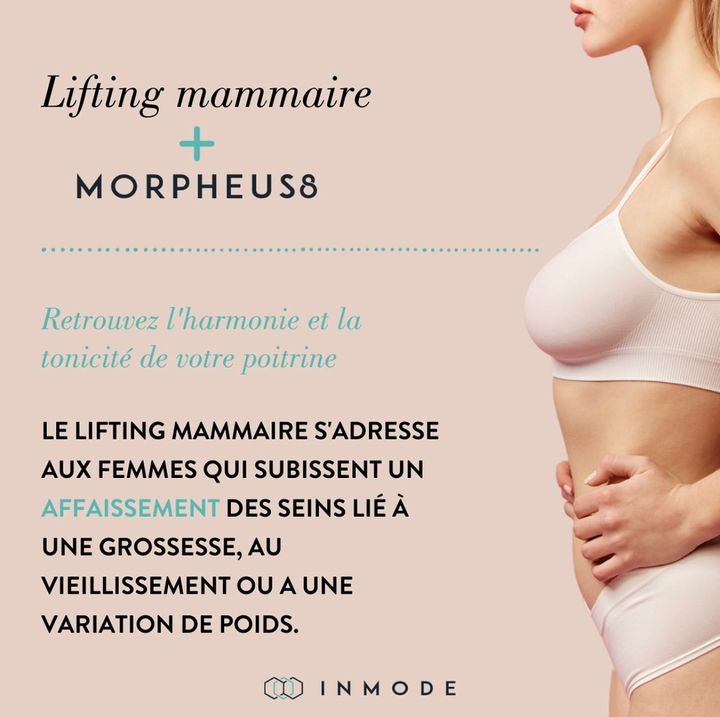 Lifting mammaire
+
MORPHEUS8
Retrouvez l'harmonie et la
tonicité de votre poitrine
LE LIFTING MAMMAIRE S'ADRESSE
AUX FEMMES QUI SUBISSENT UN
AFFAISSEMENT DES SEINS LIÉ À
UNE GROSSESSE, AU
VIEILLISSEMENT OU A UNE
VARIATION DE POIDS.
INMODE